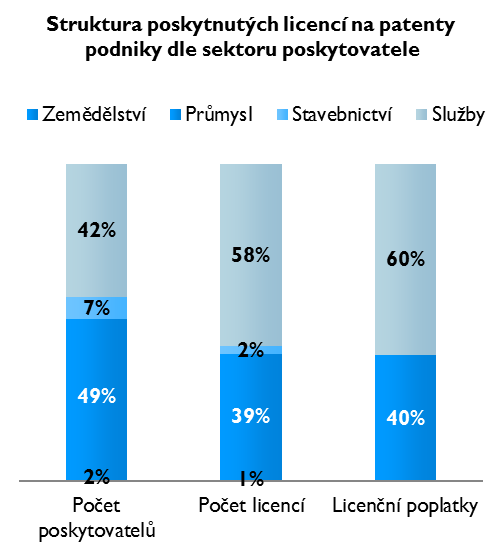 Struktura poskytnutých licencí na patenty
podniky dle sektoru poskytovatele
Zemědělství Průmysl Stavebnictví Služby
42% 58% 60%
7% 2%
49% 39% 40%
2% 1%
Počet poskytovatelů Počet licencí Licenční poplatky